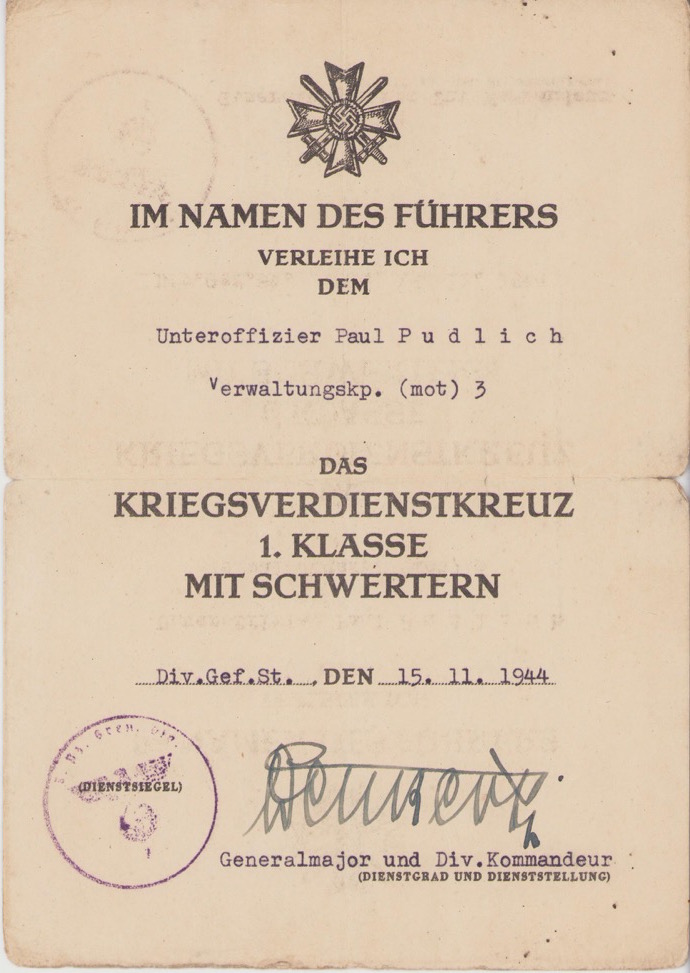 IM NAMEN DES FÜHRERS
VERLEIHE ICH
DEM
Unteroffizier Paul P u d l i c h
Verwaltungskp. (mot) 3
DAS
KRIEGSVERDIENSTKREUZ
1. KLASSE
MIT SCHWERTERN
Div.Gef.St. , DEN 15. 11. 1944
(DIENSTSIEGEL)
Generalmajor und Div.Kommandeur
(DIENSTGRAD UND DIENSTSTELLUNG)